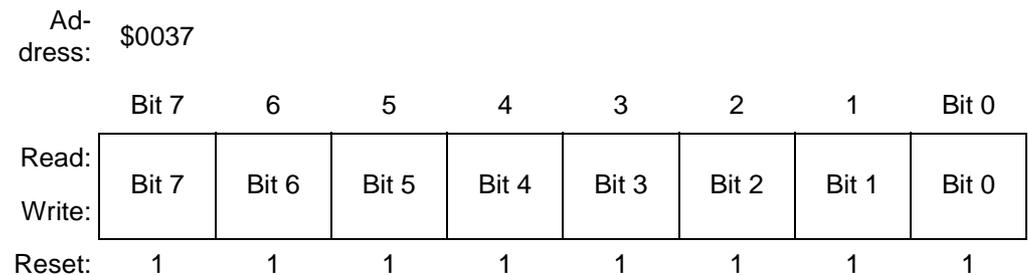 Ad-
dress: $0037
Bit 7 6 5 4 3 2 1 Bit 0
Read:
Bit 7 Bit 6 Bit 5 Bit 4 Bit 3 Bit 2 Bit 1 Bit 0
Write:
Reset: 1 1 1 1 1 1 1 1